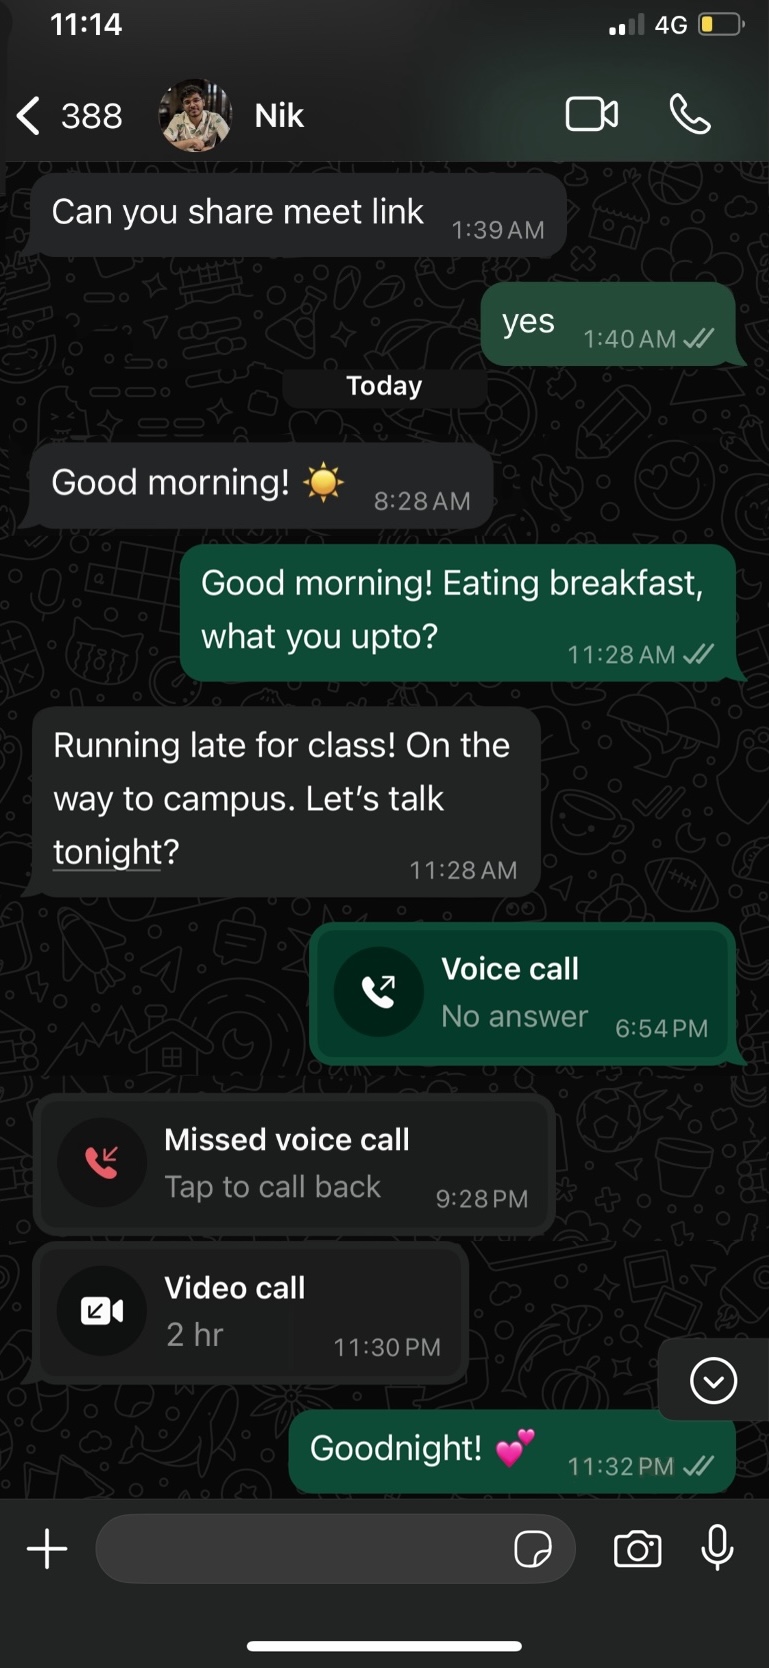 11:14
4G
388
Nik
Can you share meet link
1:39 AM
yes
1:40 AM
Today
Good morning! ☀️
8:28 AM
Good morning! Eating breakfast,
what you upto?
11:28 AM
Running late for class! On the
way to campus. Let’s talk
tonight?
11:28 AM
Voice call
No answer
6:54 PM
Missed voice call
Tap to call back
9:28 PM
Video call
2 hr
11:30 PM
Goodnight! 💕
11:32 PM